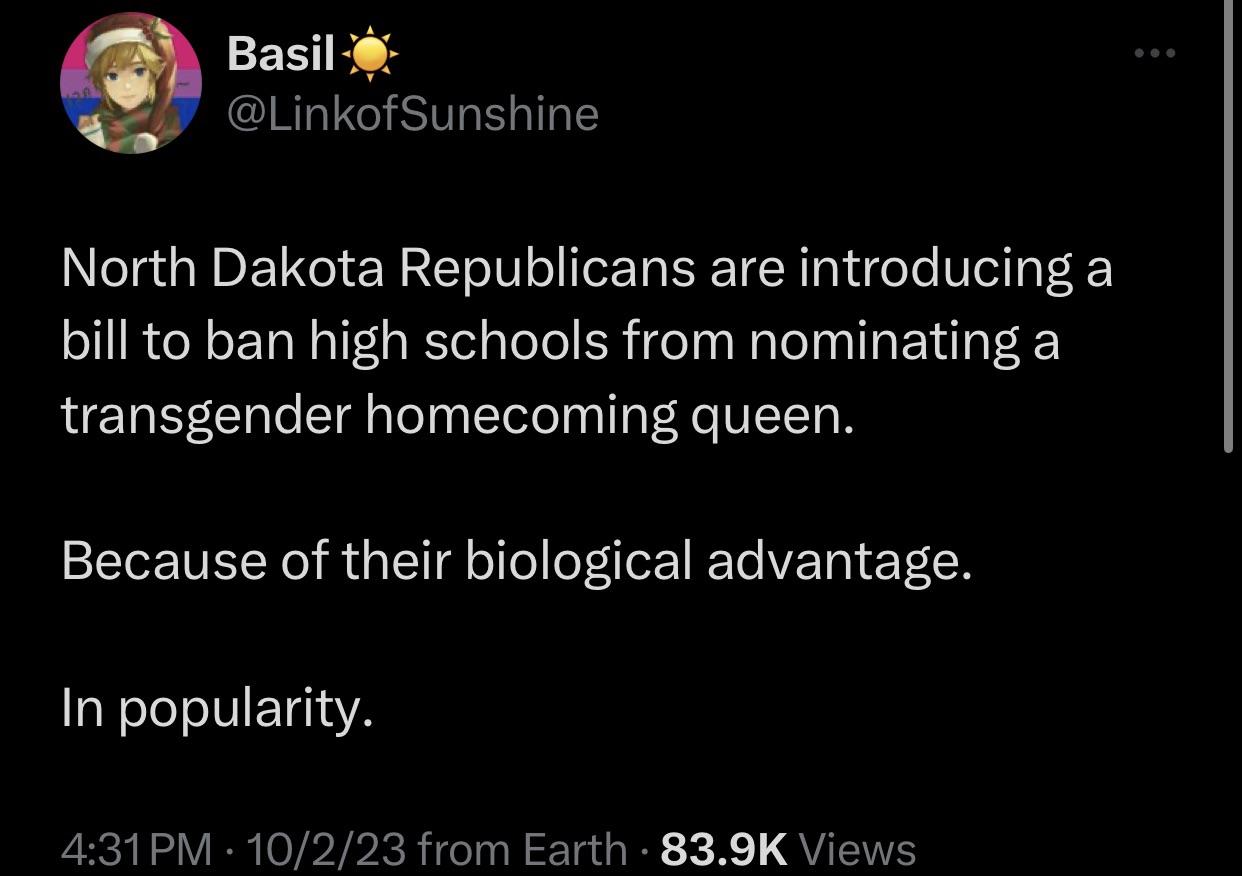 Basil☀️
@LinkofSunshine
North Dakota Republicans are introducing a
bill to ban high schools from nominating a
transgender homecoming queen.
Because of their biological advantage.
In popularity.
4:31 PM · 10/2/23 from Earth · 83.9K Views